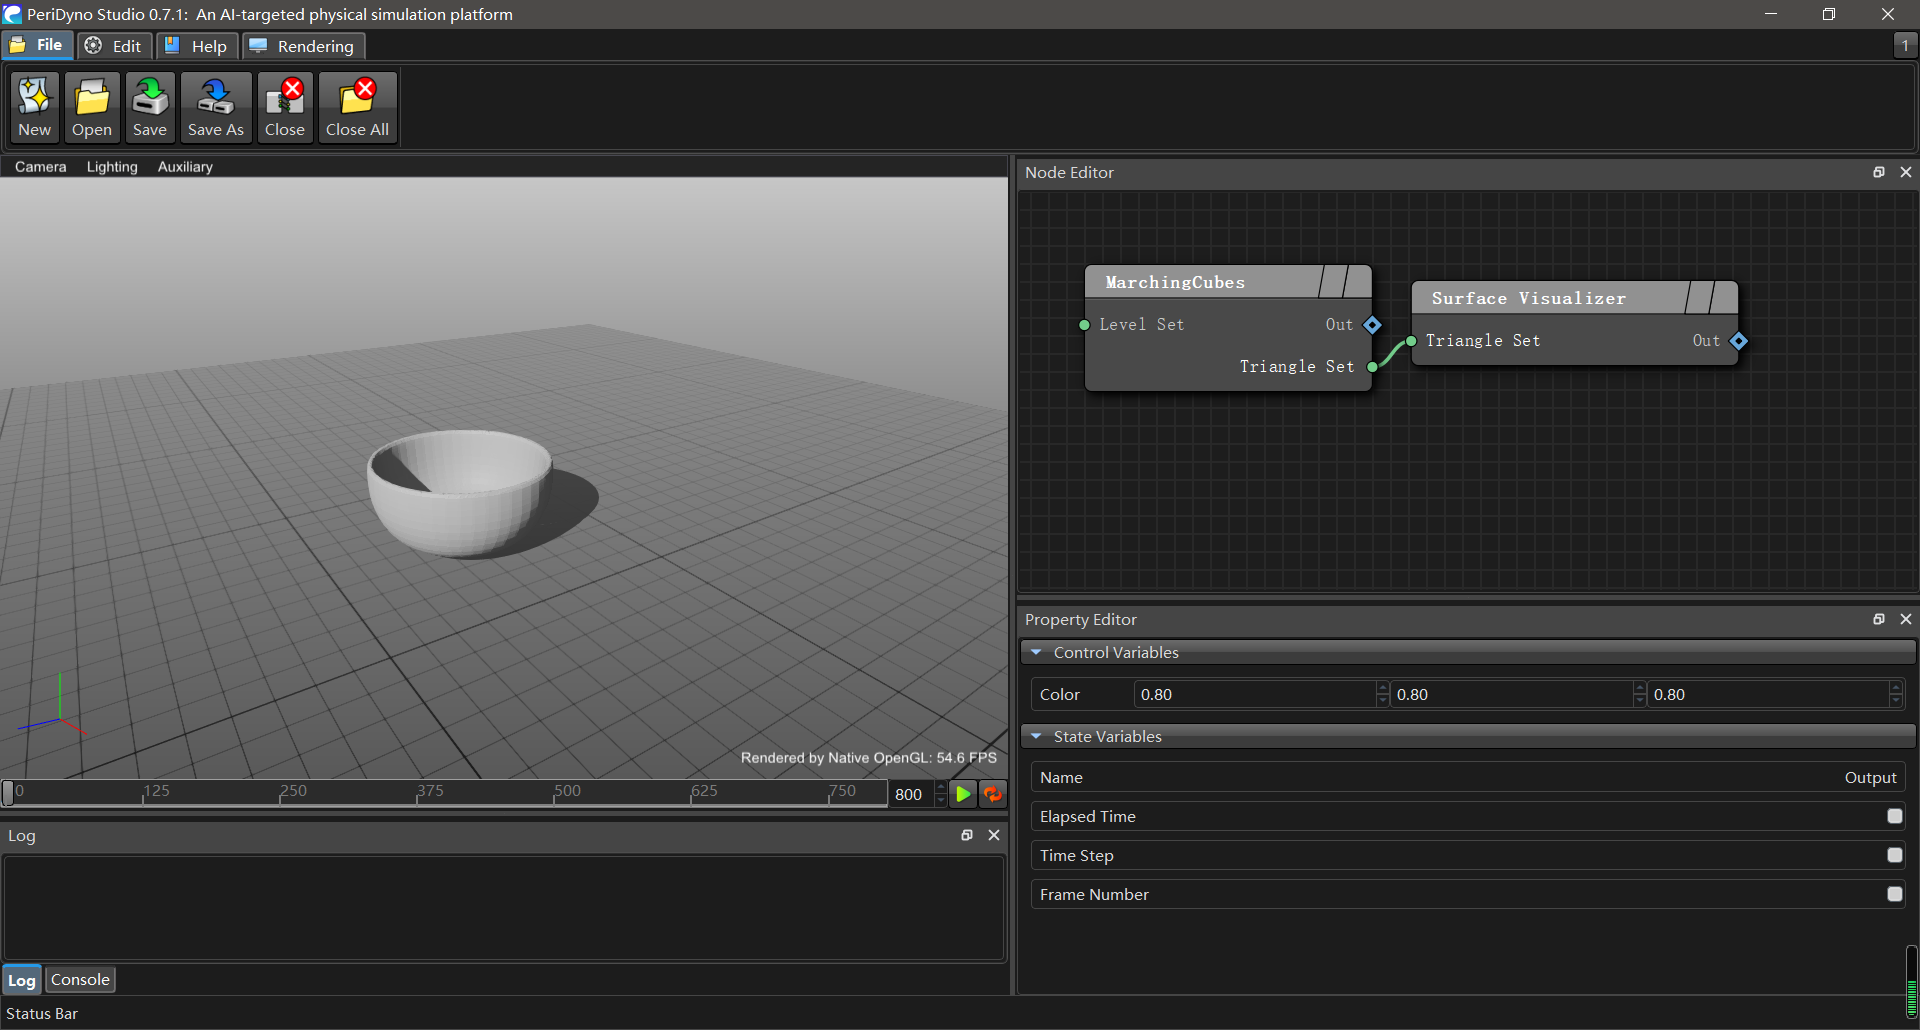 PeriDyno Studio 0.7.1:  An AI-targeted physical simulation platform
File Edit Help Rendering 1
New Open Save Save As Close Close All
Camera Lighting Auxiliary
Rendered by Native OpenGL: 54.6 FPS
0 125 250 375 500 625 750 800
Log
Log Console
Status Bar
Node Editor
MarchingCubes
Level Set Out
Triangle Set
Surface Visualizer
Triangle Set Out
Property Editor
Control Variables
Color 0.80 0.80 0.80
State Variables
Name Output
Elapsed Time
Time Step
Frame Number